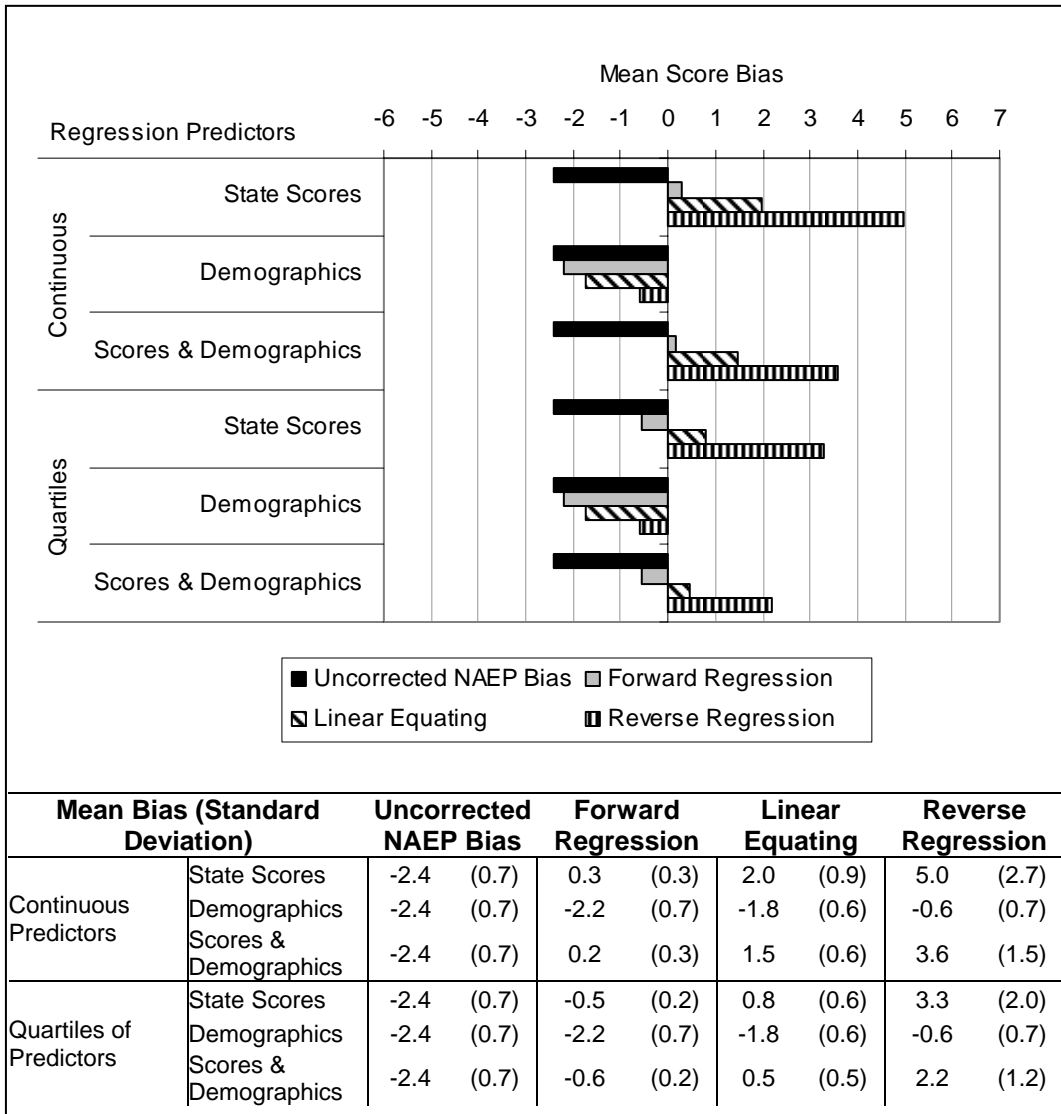 Mean Score Bias
Regression Predictors -6 -5 -4 -3 -2 -1 0 1 2 3 4 5 6 7
Continuous
State Scores
Demographics
Scores & Demographics
Quartiles
State Scores
Demographics
Scores & Demographics
Uncorrected NAEP Bias Forward Regression
Linear Equating Reverse Regression
Mean Bias (Standard Uncorrected Forward Linear Reverse
Deviation) NAEP Bias Regression Equating Regression
State Scores -2.4 (0.7) 0.3 (0.3) 2.0 (0.9) 5.0 (2.7)
Continuous Demographics -2.4 (0.7) -2.2 (0.7) -1.8 (0.6) -0.6 (0.7)
Predictors Scores &
Demographics -2.4 (0.7) 0.2 (0.3) 1.5 (0.6) 3.6 (1.5)
State Scores -2.4 (0.7) -0.5 (0.2) 0.8 (0.6) 3.3 (2.0)
Quartiles of Demographics -2.4 (0.7) -2.2 (0.7) -1.8 (0.6) -0.6 (0.7)
Predictors Scores &
Demographics -2.4 (0.7) -0.6 (0.2) 0.5 (0.5) 2.2 (1.2)